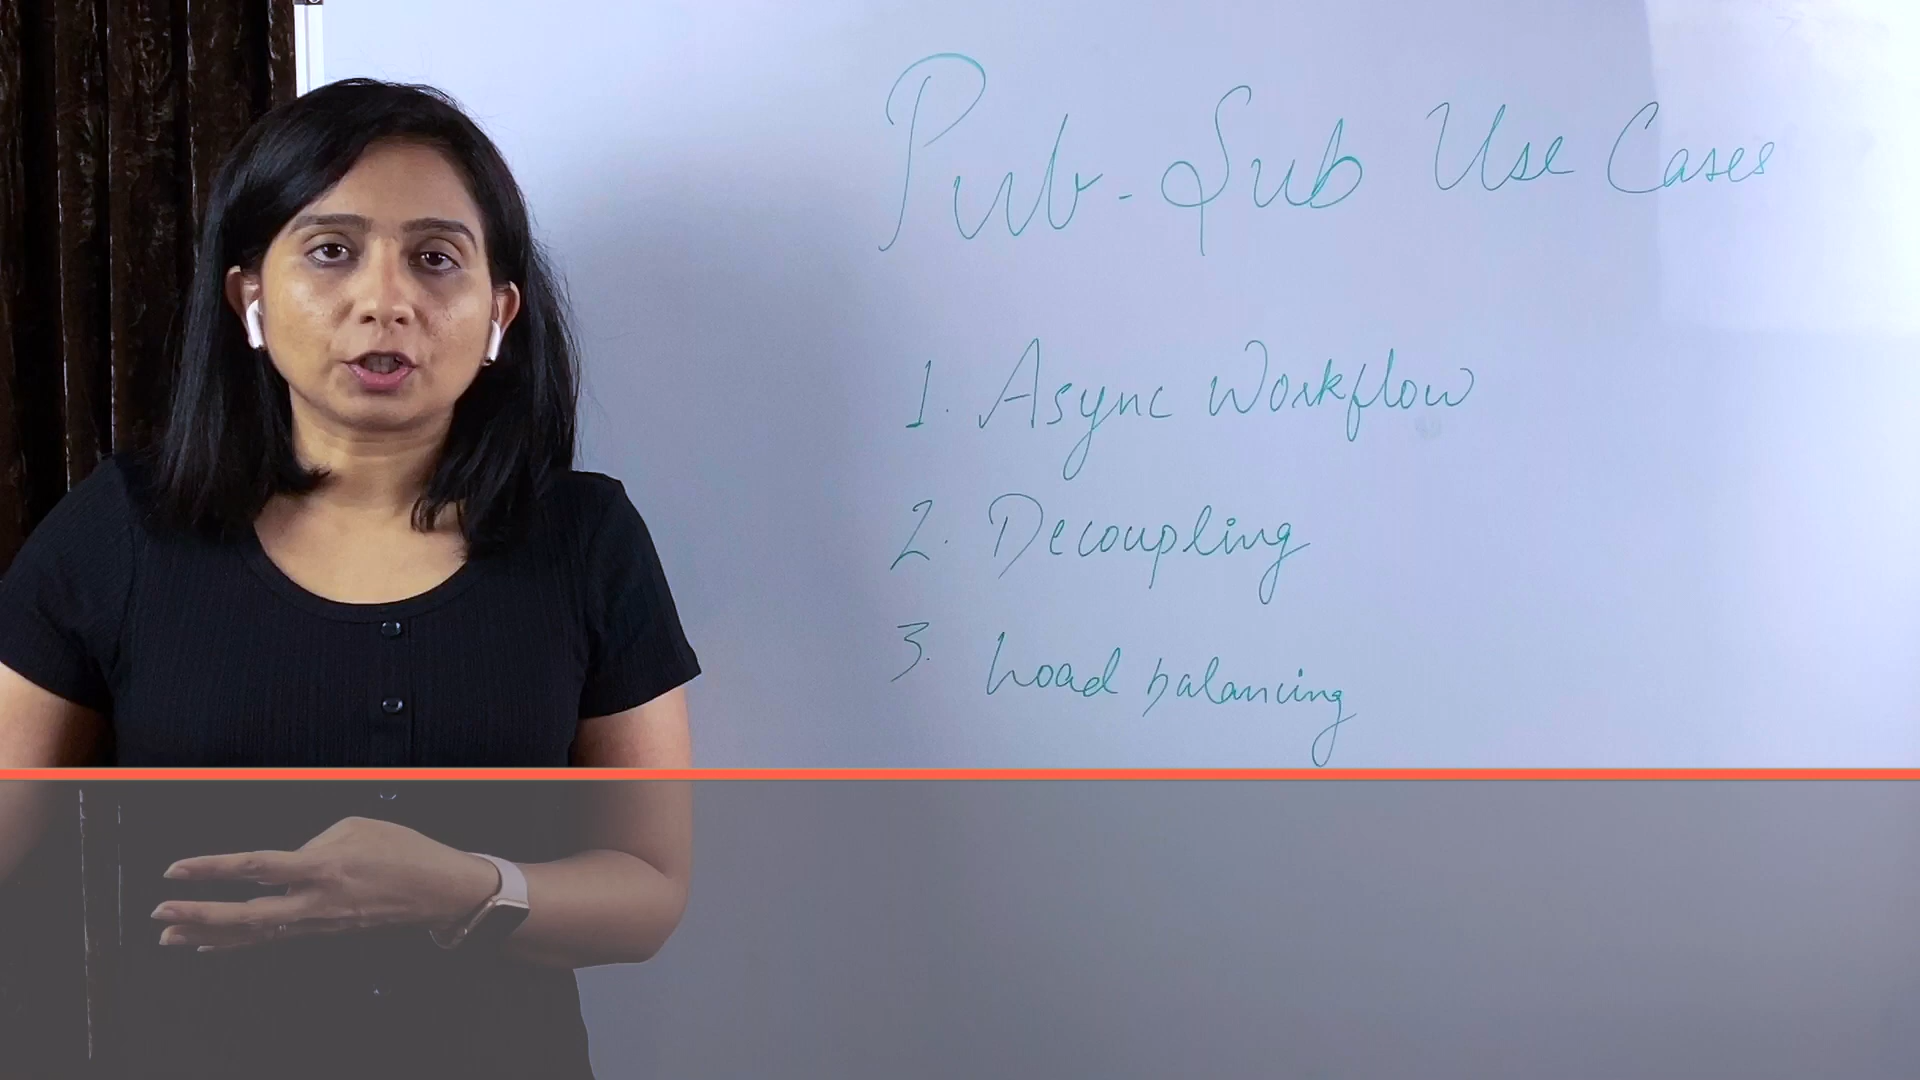 Pub-Sub Use Cases
1. Async Workflow
2. Decoupling
3. Load balancing